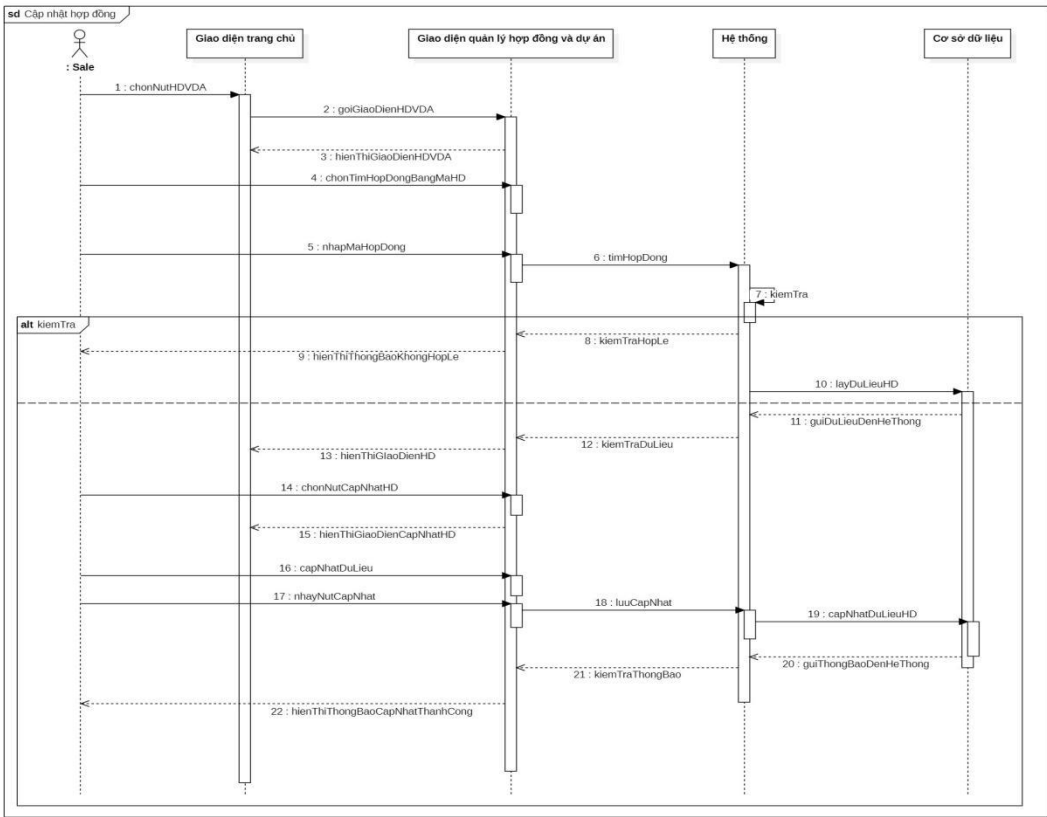 sd Cập nhật hợp đồng
Giao diện trang chủ
Giao diện quản lý hợp đồng và dự án
Hệ thống
Cơ sở dữ liệu
: Sale
1 : chonNutHDVDA
2 : goiGiaoDienHDVDA
3 : hienThiGiaoDienHDVDA
4 : chonTimHopDongBangMaHD
5 : nhapMaHopDong
6 : timHopDong
7 : kiemTra
alt kiemTra
8 : kiemTraHopLe
9 : hienThiThongBaoKhongHopLe
10 : layDuLieuHD
11 : guiDuLieuDenHeThong
12 : kiemTraDuLieu
13 : hienThiGIaoDienHD
14 : chonNutCapNhatHD
15 : hienThiGiaoDienCapNhatHD
16 : capNhatDuLieu
17 : nhayNutCapNhat
18 : luuCapNhat
19 : capNhatDuLieuHD
20 : guiThongBaoDenHeThong
21 : kiemTraThongBao
22 : hienThiThongBaoCapNhatThanhCong